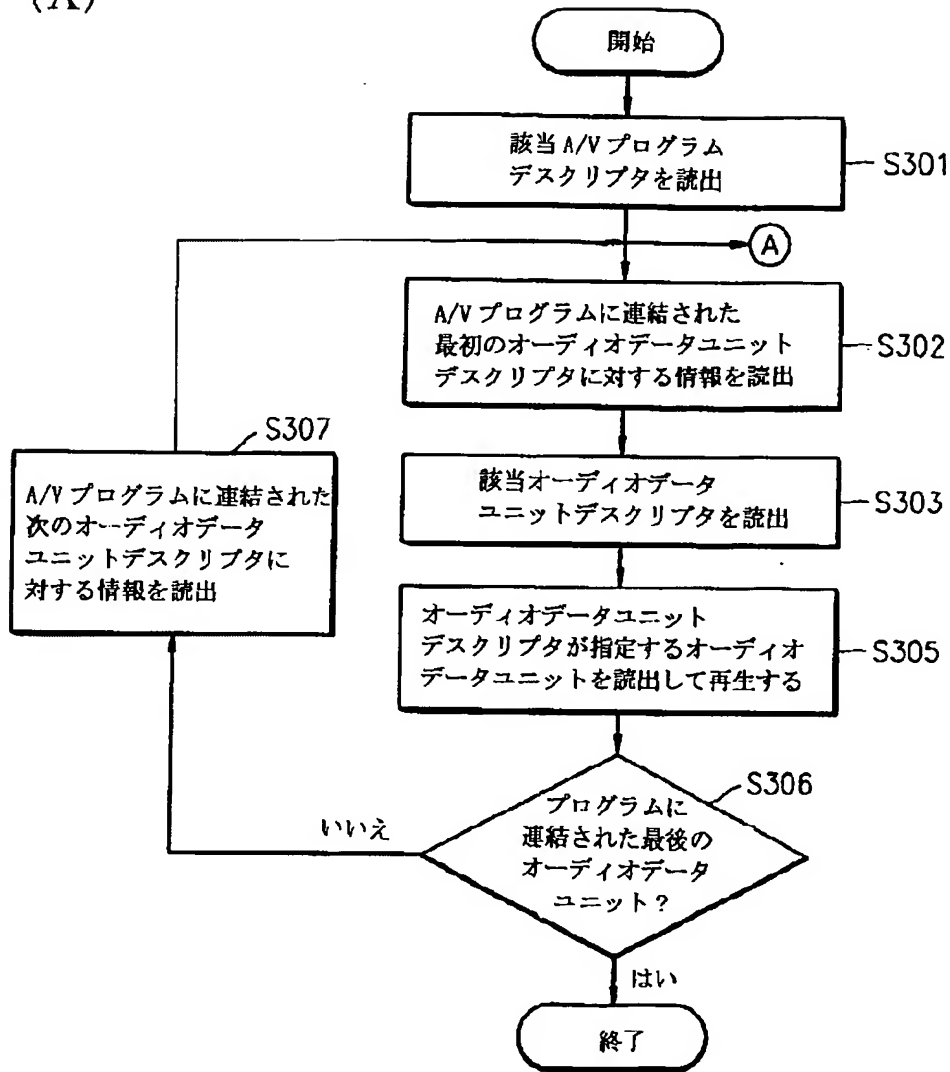 (A)
開始
該当A/Vプログラム
デスクリプタを読出
S301
A
A/Vプログラムに連結された
最初のオーディオデータユニット
デスクリプタに対する情報を読出
S302
S307
A/Vプログラムに連結された
次のオーディオデータ
ユニットデスクリプタに
対する情報を読出
該当オーディオデータ
ユニットデスクリプタを読出
S303
オーディオデータユニット
デスクリプタが指定するオーディオ
データユニットを読出して再生する
S305
S306
プログラムに
連結された最後の
オーディオデータ
ユニット?
いいえ
はい
終了